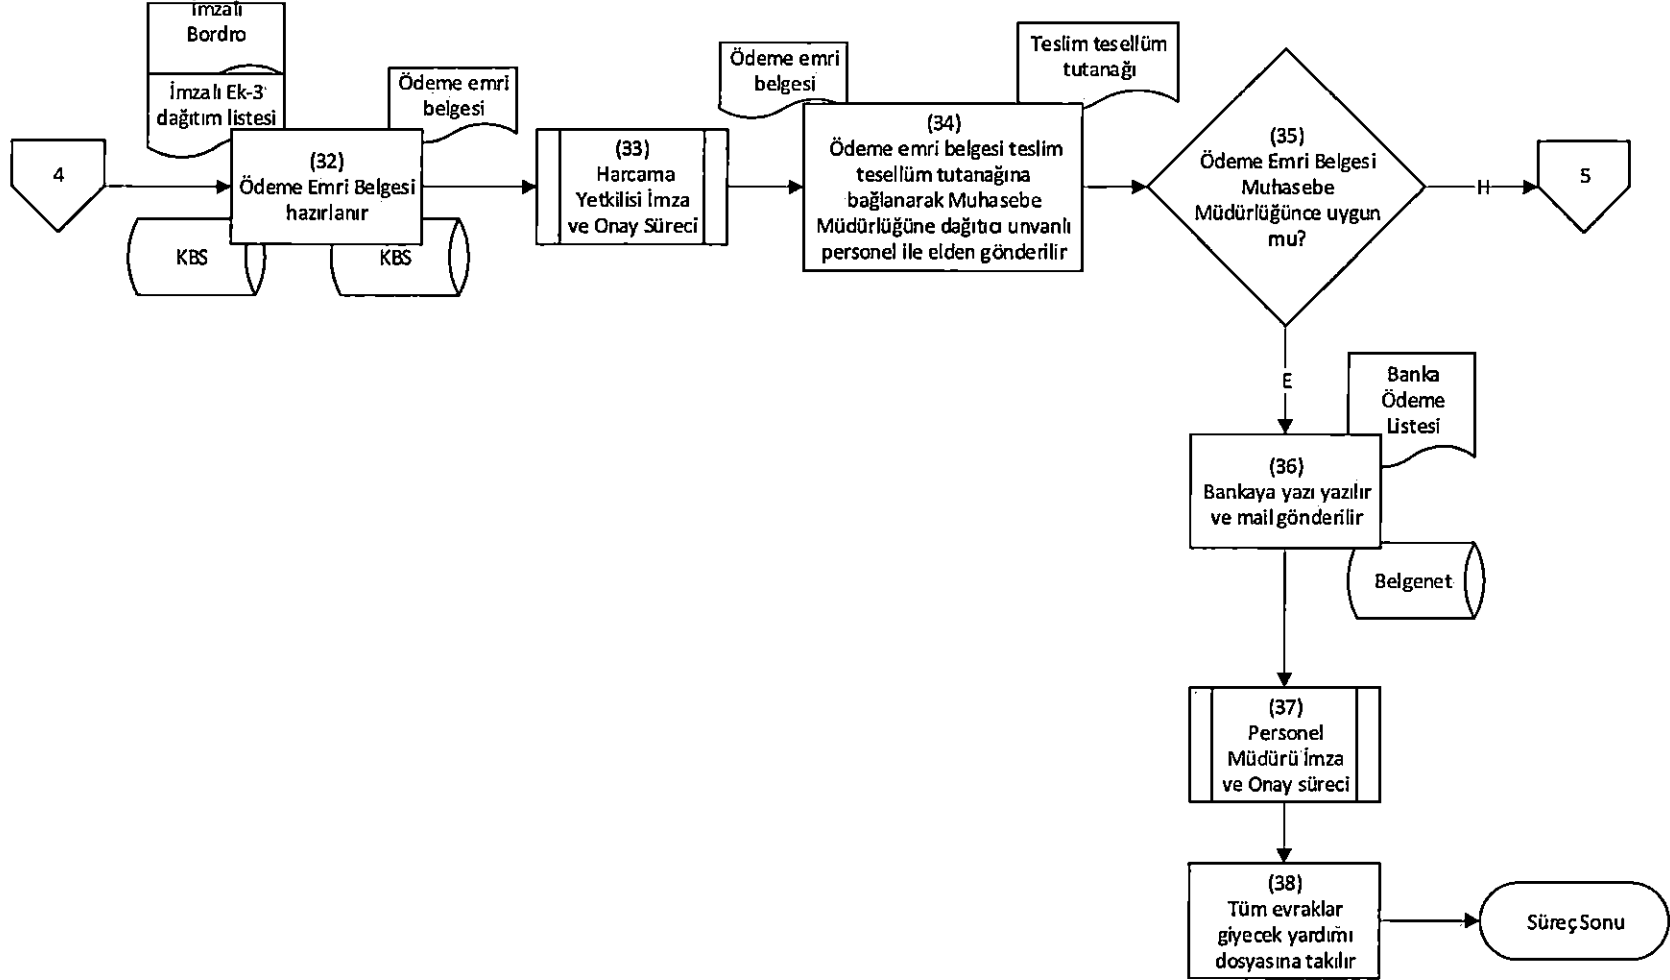 İmzalı
Bordro
İmzalı Ek-3
dağıtım listesi
Ödeme emri
belgesi
4
(32)
Ödeme Emri Belgesi
hazırlanır
KBS
KBS
(33)
Harcama
Yetkilisi İmza
ve Onay Süreci
Ödeme emri
belgesi
Teslim tesellüm
tutanağı
(34)
Ödeme emri belgesi teslim
tesellüm tutanağına
bağlanarak Muhasebe
Müdürlüğüne dağıtıcı unvanlı
personel ile elden gönderilir
(35)
Ödeme Emri Belgesi
Muhasebe
Müdürlüğünce uygun
mu?
H
5
E
Banka
Ödeme
Listesi
(36)
Bankaya yazı yazılır
ve mail gönderilir
Belgenet
(37)
Personel
Müdürü İmza
ve Onay süreci
(38)
Tüm evraklar
giyecek yardımı
dosyasına takılır
Süreç Sonu